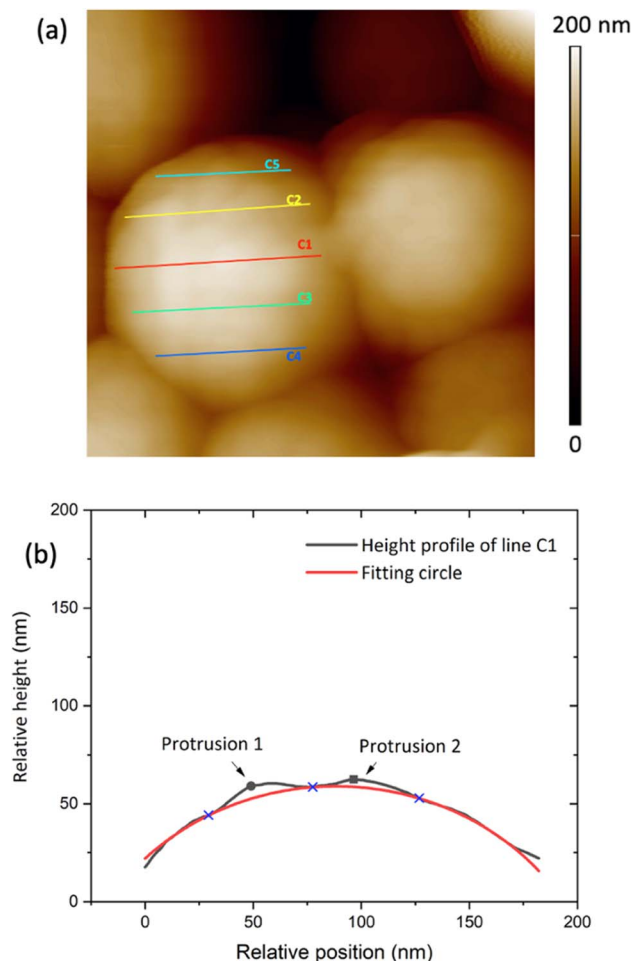 (a)
200 nm
C5
C2
C1
C3
C4
0
(b)
200
150
100
50
0
Relative height (nm)
Height profile of line C1
Fitting circle
Protrusion 1
Protrusion 2
0
50
100
150
200
Relative position (nm)